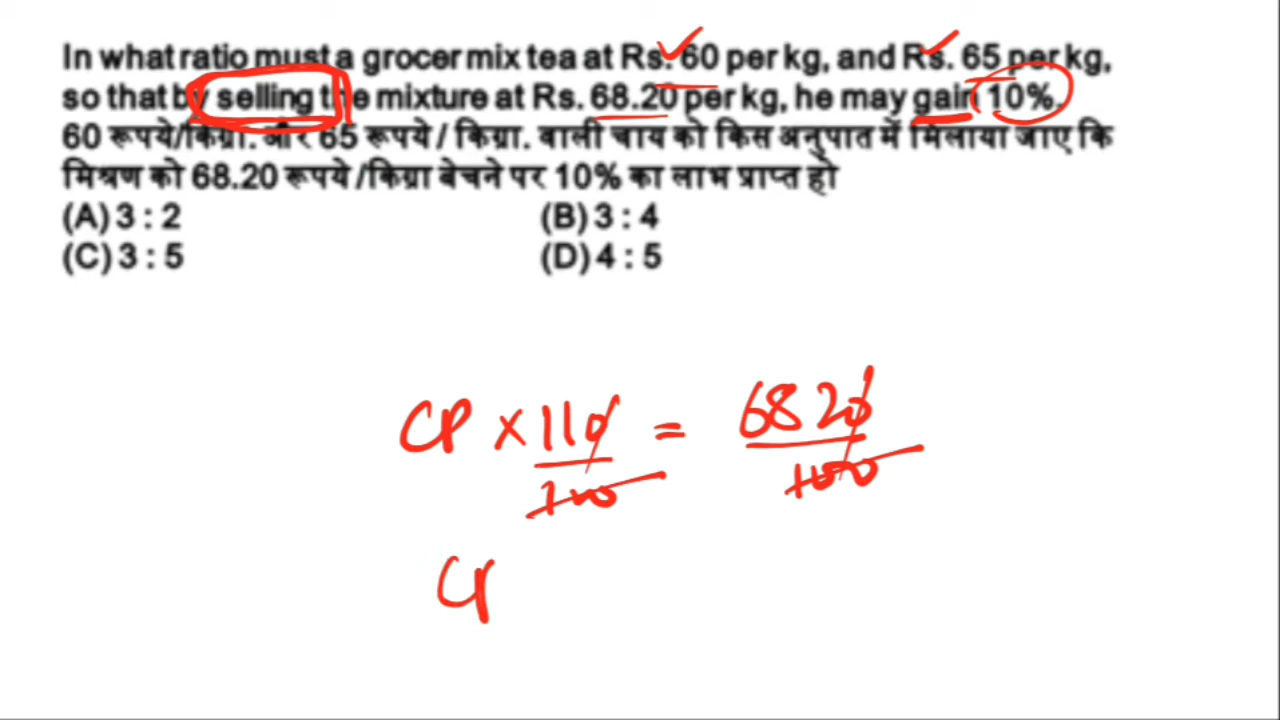 In what ratio must a grocer mix tea at Rs. 60 per kg, and Rs. 65 per kg,
so that by selling the mixture at Rs. 68.20 per kg, he may gain 10%.
60 रूपये/किग्रा. और 65 रूपये / किग्रा. वाली चाय को किस अनुपात में मिलाया जाए कि
मिश्रण को 68.20 रूपये /किग्रा बेचने पर 10% का लाभ प्राप्त हो
(A) 3 : 2 (B) 3 : 4
(C) 3 : 5 (D) 4 : 5
CP × 110/100 = 6820/100
CP